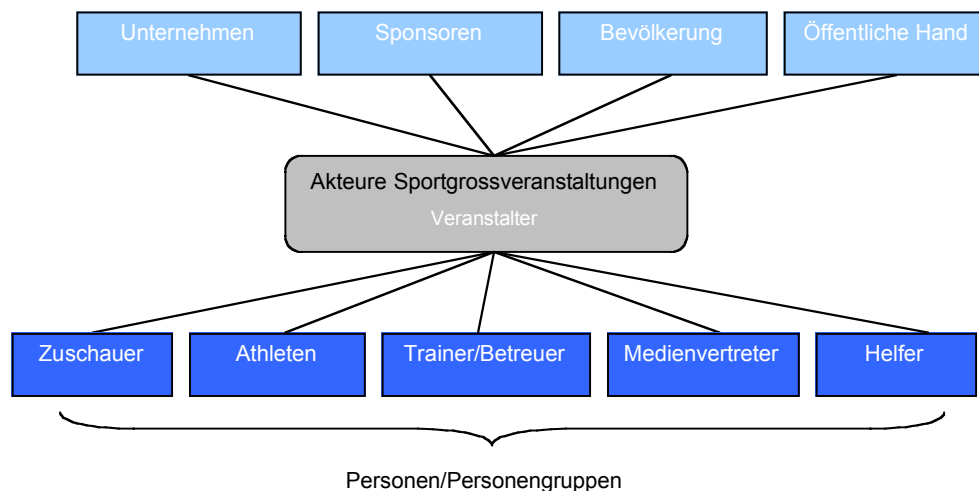 Unternehmen
Sponsoren
Bevölkerung
Öffentliche Hand
Akteure Sportgrossveranstaltungen
Veranstalter
Zuschauer
Athleten
Trainer/Betreuer
Medienvertreter
Helfer
Personen/Personengruppen